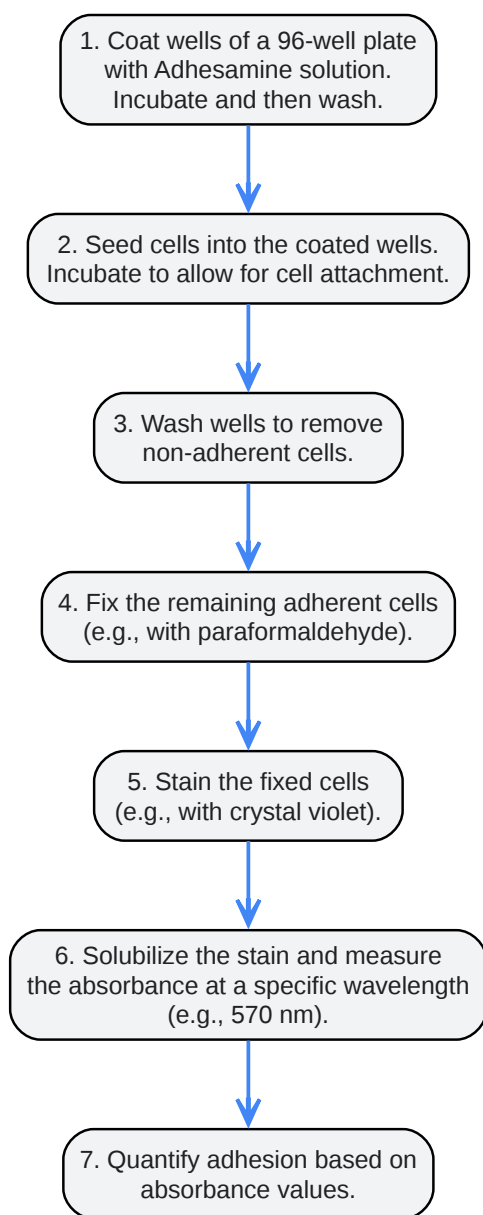 1. Coat wells of a 96-well plate
with Adhesamine solution.
Incubate and then wash.
2. Seed cells into the coated wells.
Incubate to allow for cell attachment.
3. Wash wells to remove
non-adherent cells.
4. Fix the remaining adherent cells
(e.g., with paraformaldehyde).
5. Stain the fixed cells
(e.g., with crystal violet).
6. Solubilize the stain and measure
the absorbance at a specific wavelength
(e.g., 570 nm).
7. Quantify adhesion based on
absorbance values.